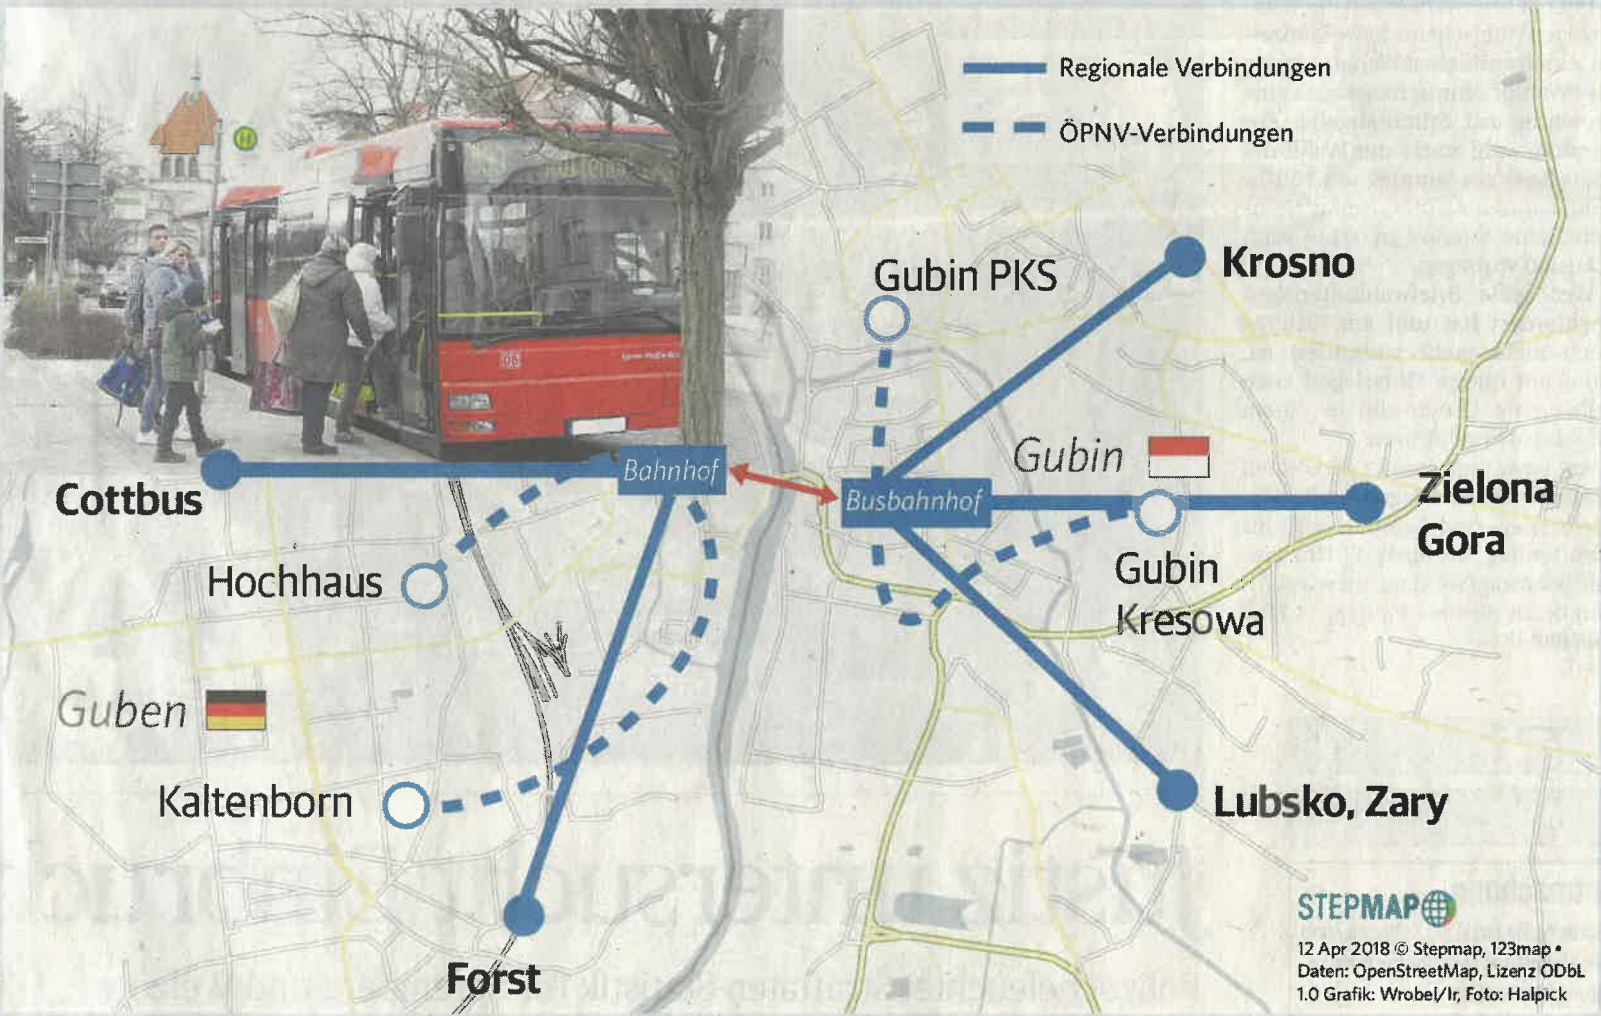 Regionale Verbindungen
ÖPNV-Verbindungen
H
DB
Gubin PKS
Krosno
Gubin
Bahnhof
Busbahnhof
Cottbus
Zielona
Gora
Hochhaus
Gubin
Kresowa
Guben
Kaltenborn
Lubsko, Zary
Forst
STEPMAP
12 Apr 2018 © Stepmap, 123map •
Daten: OpenStreetMap, Lizenz ODbL
1.0 Grafik: Wrobel/lr, Foto: Halpick